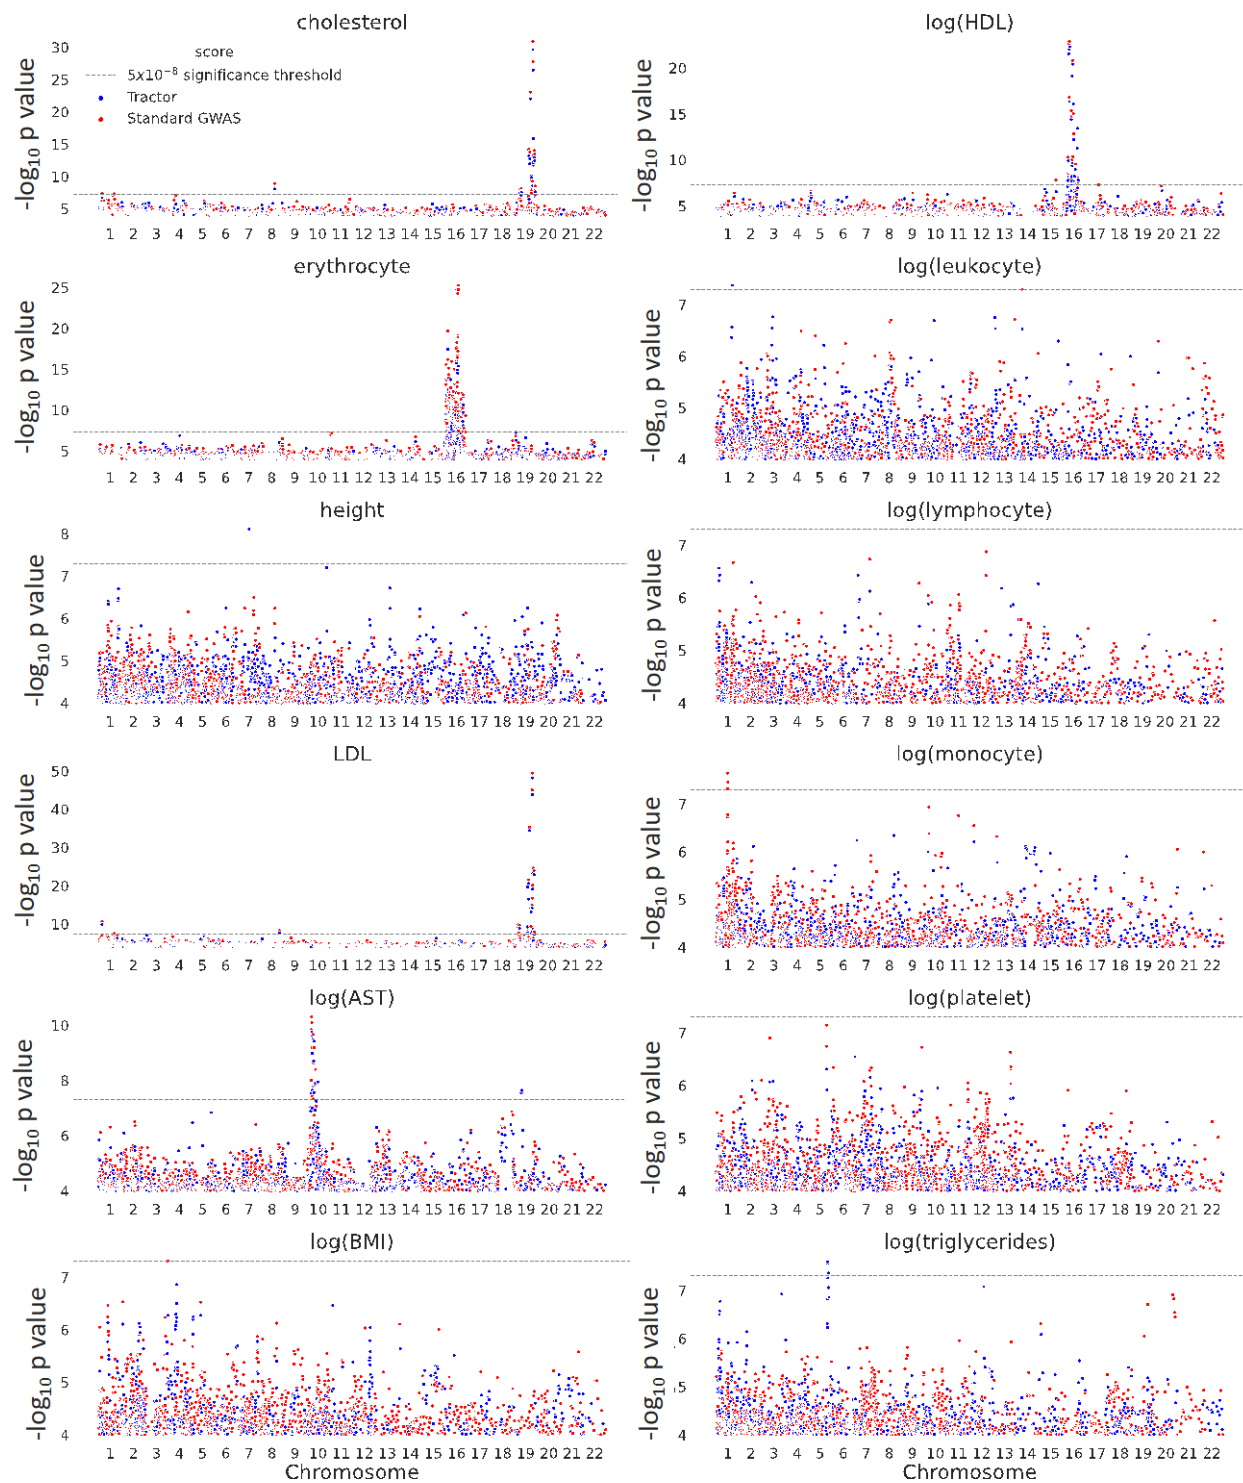 cholesterol
-log10 p value
30
25
20
15
10
5
score
5x10⁻⁸ significance threshold
Tractor
Standard GWAS
1 2 3 4 5 6 7 8 9 10 11 12 13 14 15 16 17 18 19 20 22
log(HDL)
-log10 p value
20
15
10
5
1 2 3 4 5 6 7 8 9 10 11 12 13 14 15 16 17 18 19 20 22
erythrocyte
-log10 p value
25
20
15
10
5
1 2 3 4 5 6 7 8 9 10 11 12 13 14 15 16 17 18 19 20 22
log(leukocyte)
-log10 p value
7
6
5
4
1 2 3 4 5 6 7 8 9 10 11 12 13 14 15 16 17 18 19 20 22
height
-log10 p value
8
7
6
5
4
1 2 3 4 5 6 7 8 9 10 11 12 13 14 15 16 17 18 19 20 22
log(lymphocyte)
-log10 p value
7
6
5
4
1 2 3 4 5 6 7 8 9 10 11 12 13 14 15 16 17 18 19 20 22
LDL
-log10 p value
50
40
30
20
10
1 2 3 4 5 6 7 8 9 10 11 12 13 14 15 16 17 18 19 20 22
log(monocyte)
-log10 p value
7
6
5
4
1 2 3 4 5 6 7 8 9 10 11 12 13 14 15 16 17 18 19 20 22
log(AST)
-log10 p value
10
8
6
4
1 2 3 4 5 6 7 8 9 10 11 12 13 14 15 16 17 18 19 20 22
log(platelet)
-log10 p value
7
6
5
4
1 2 3 4 5 6 7 8 9 10 11 12 13 14 15 16 17 18 19 20 22
log(BMI)
-log10 p value
7
6
5
4
1 2 3 4 5 6 7 8 9 10 11 12 13 14 15 16 17 18 19 20 22
Chromosome
log(triglycerides)
-log10 p value
7
6
5
4
1 2 3 4 5 6 7 8 9 10 11 12 13 14 15 16 17 18 19 20 22
Chromosome